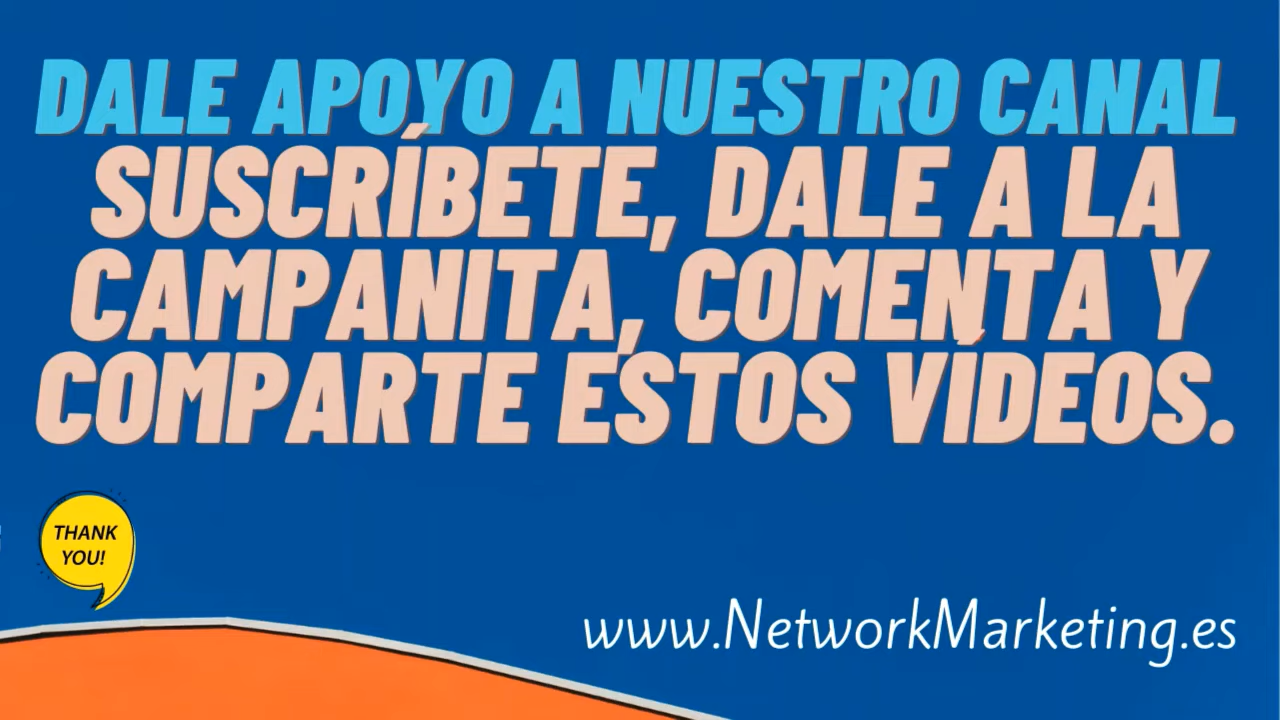 DALE APOYO A NUESTRO CANAL
SUSCRÍBETE, DALE A LA
CAMPANITA, COMENTA Y
COMPARTE ESTOS VÍDEOS.
THANK
YOU!
www.NetworkMarketing.es